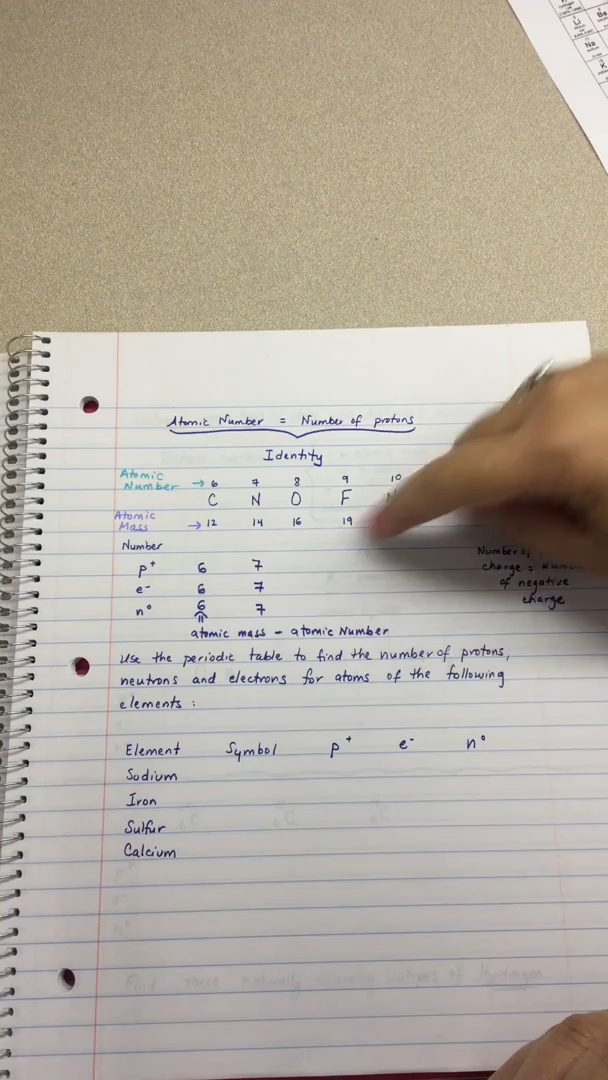 Li
Be
Na
K
Atomic Number = Number of protons
Identity
Atomic Number → 6 7 8 9 10
C N O F N
Atomic Mass → 12 14 16 19
Number
p+ 6 7
e- 6 7
n° 6 7
atomic mass - atomic Number
charge =
of negative
charge
Use the periodic table to find the number of protons,
neutrons and electrons for atoms of the following
elements :
Element Symbol p+ e- n°
Sodium
Iron
Sulfur
Calcium